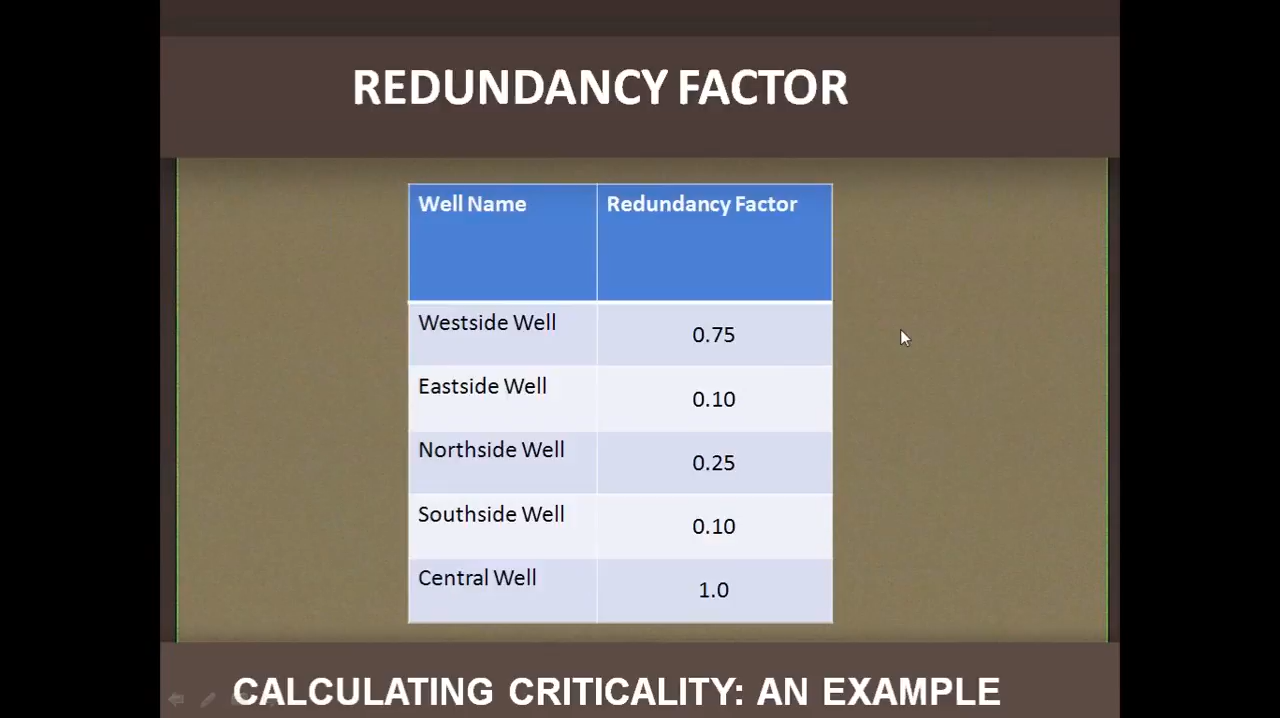 REDUNDANCY FACTOR
Well Name Redundancy Factor
Westside Well 0.75
Eastside Well 0.10
Northside Well 0.25
Southside Well 0.10
Central Well 1.0
CALCULATING CRITICALITY: AN EXAMPLE